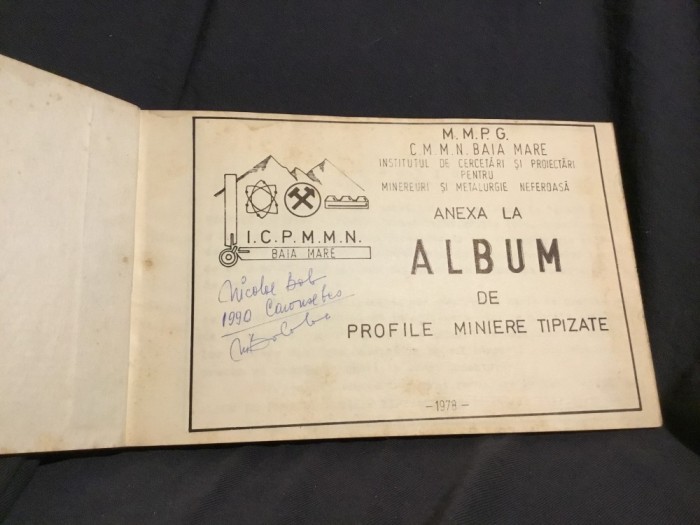 M.M.P.G.
C M M N. BAIA MARE
INSTITUTUL DE CERCETĂRI ŞI PROIECTĂRI
PENTRU
MINEREURI ŞI METALURGIE NEFEROASĂ
ANEXA LA
ALBUM
DE
PROFILE MINIERE TIPIZATE
—1978—
I.C.P.M.M.N.
BAIA MARE
Nicolae Bob
1990 Caransebeş